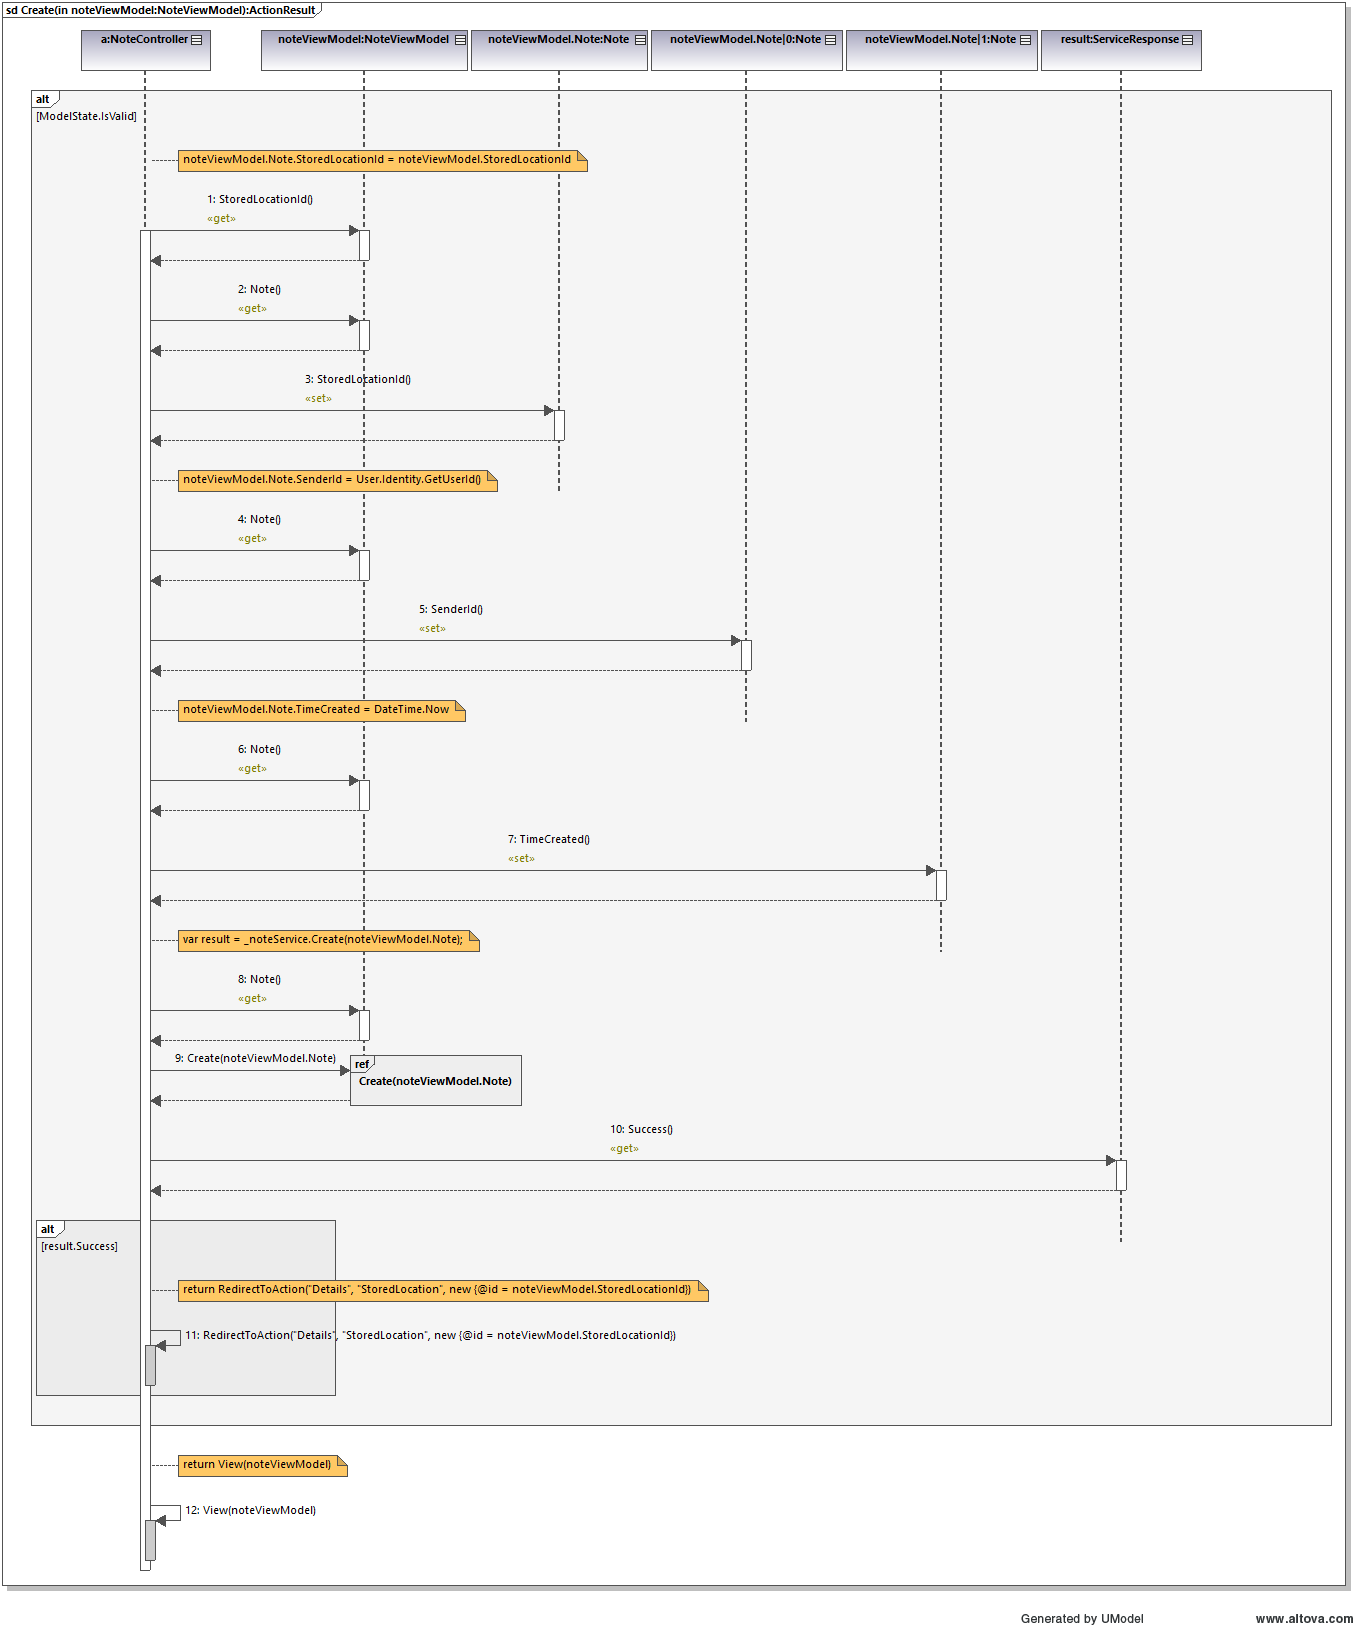 sd Create(in noteViewModel:NoteViewModel):ActionResult
a:NoteController
noteViewModel:NoteViewModel
noteViewModel.Note:Note
noteViewModel.Note|0:Note
noteViewModel.Note|1:Note
result:ServiceResponse
alt
[ModelState.IsValid]
noteViewModel.Note.StoredLocationId = noteViewModel.StoredLocationId
1: StoredLocationId()
«get»
2: Note()
«get»
3: StoredLocationId()
«set»
noteViewModel.Note.SenderId = User.Identity.GetUserId()
4: Note()
«get»
5: SenderId()
«set»
noteViewModel.Note.TimeCreated = DateTime.Now
6: Note()
«get»
7: TimeCreated()
«set»
var result = _noteService.Create(noteViewModel.Note);
8: Note()
«get»
9: Create(noteViewModel.Note)
ref
Create(noteViewModel.Note)
10: Success()
«get»
alt
[result.Success]
return RedirectToAction("Details", "StoredLocation", new {@id = noteViewModel.StoredLocationId})
11: RedirectToAction("Details", "StoredLocation", new {@id = noteViewModel.StoredLocationId})
return View(noteViewModel)
12: View(noteViewModel)
Generated by UModel
www.altova.com